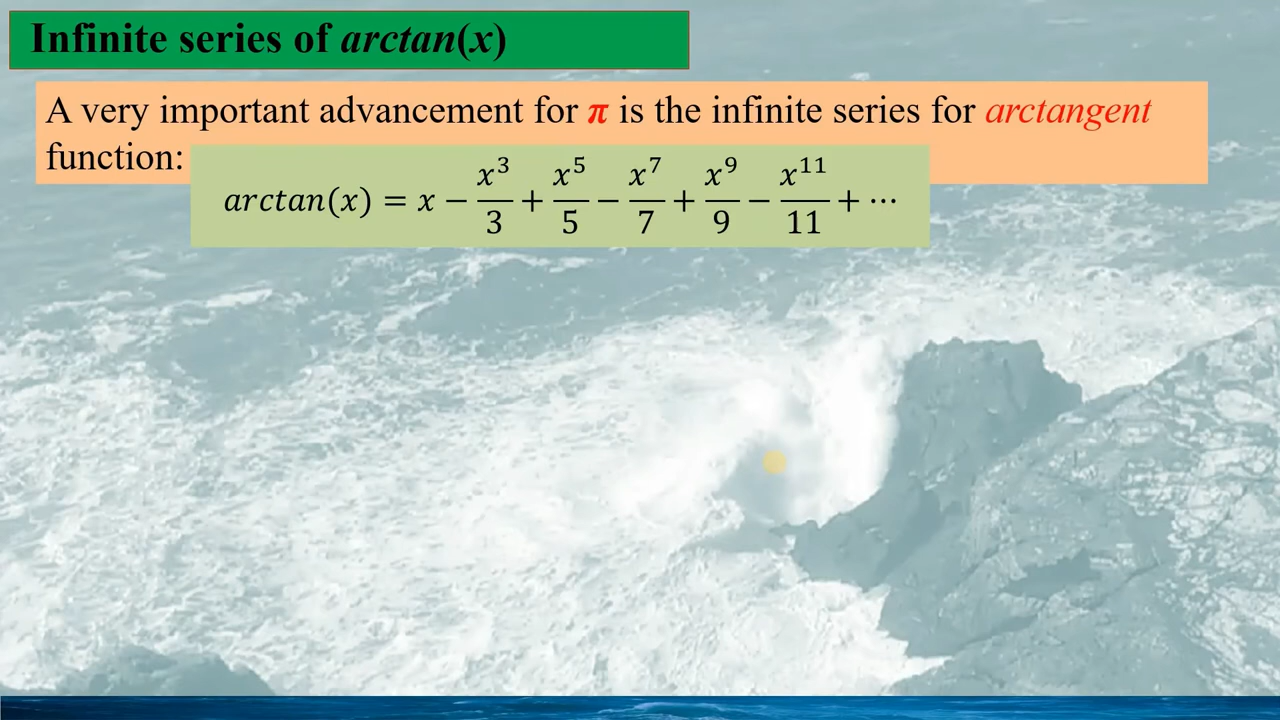 Infinite series of arctan(x)
A very important advancement for π is the infinite series for arctangent
function:
arctan(x) = x − x³/3 + x⁵/5 − x⁷/7 + x⁹/9 − x¹¹/11 + ⋯